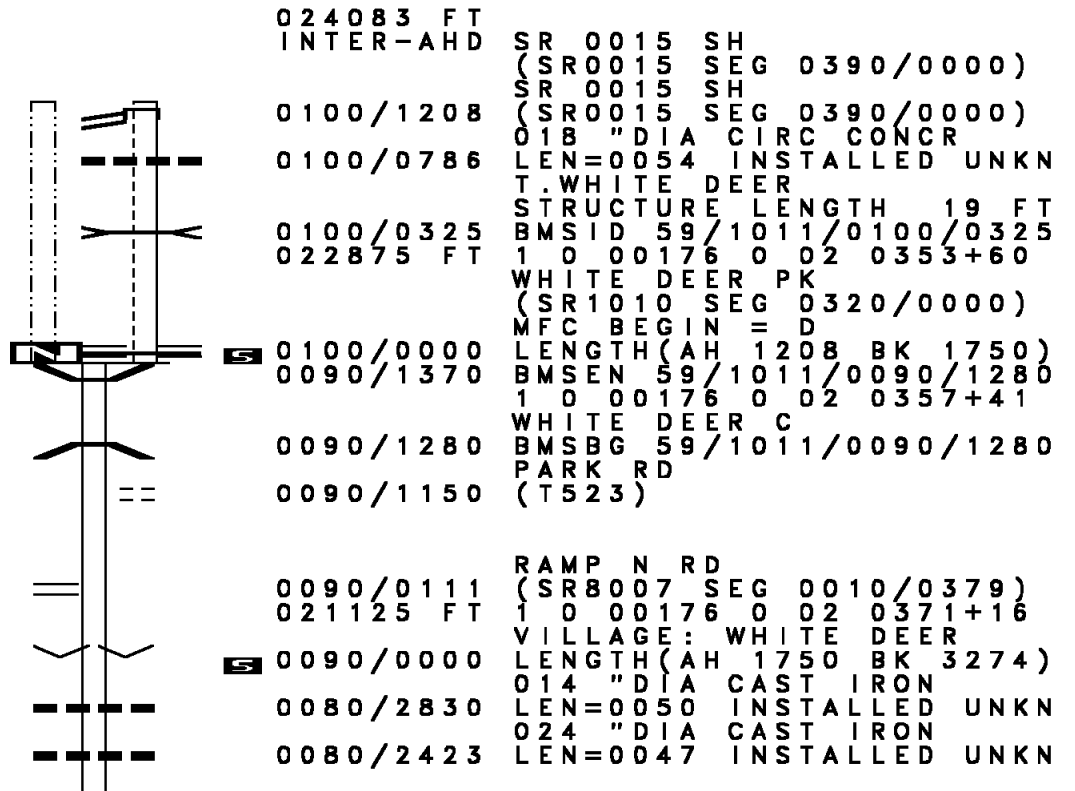 024083 FT
INTER-AHD SR 0015 SH
(SR0015 SEG 0390/0000)
SR 0015 SH
0100/1208 (SR0015 SEG 0390/0000)
018 "DIA CIRC CONCR
0100/0786 LEN=0054 INSTALLED UNKN
T.WHITE DEER
STRUCTURE LENGTH 19 FT
0100/0325 BMSID 59/1011/0100/0325
022875 FT 1 0 00176 0 02 0353+60
WHITE DEER PK
(SR1010 SEG 0320/0000)
MFC BEGIN = D
S 0100/0000 LENGTH(AH 1208 BK 1750)
0090/1370 BMSEN 59/1011/0090/1280
1 0 00176 0 02 0357+41
WHITE DEER C
0090/1280 BMSBG 59/1011/0090/1280
PARK RD
0090/1150 (T523)
RAMP N RD
0090/0111 (SR8007 SEG 0010/0379)
021125 FT 1 0 00176 0 02 0371+16
VILLAGE: WHITE DEER
S 0090/0000 LENGTH(AH 1750 BK 3274)
014 "DIA CAST IRON
0080/2830 LEN=0050 INSTALLED UNKN
024 "DIA CAST IRON
0080/2423 LEN=0047 INSTALLED UNKN